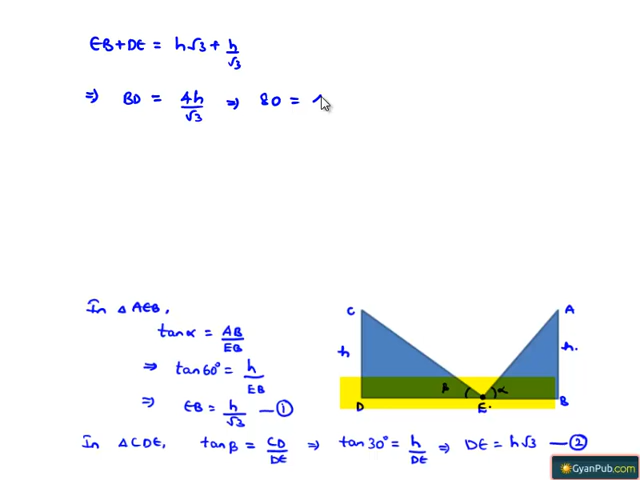 EB + DE = h√3 + h/√3
⇒ BD = 4h/√3 ⇒ 80 =
In △ AEB,
tan α = AB/EB
⇒ tan 60° = h/EB
⇒ EB = h/√3 — ①
In △ CDE, tan β = CD/DE ⇒ tan 30° = h/DE ⇒ DE = h√3 — ②
C A
h h.
β α
D E. B
GyanPub.com